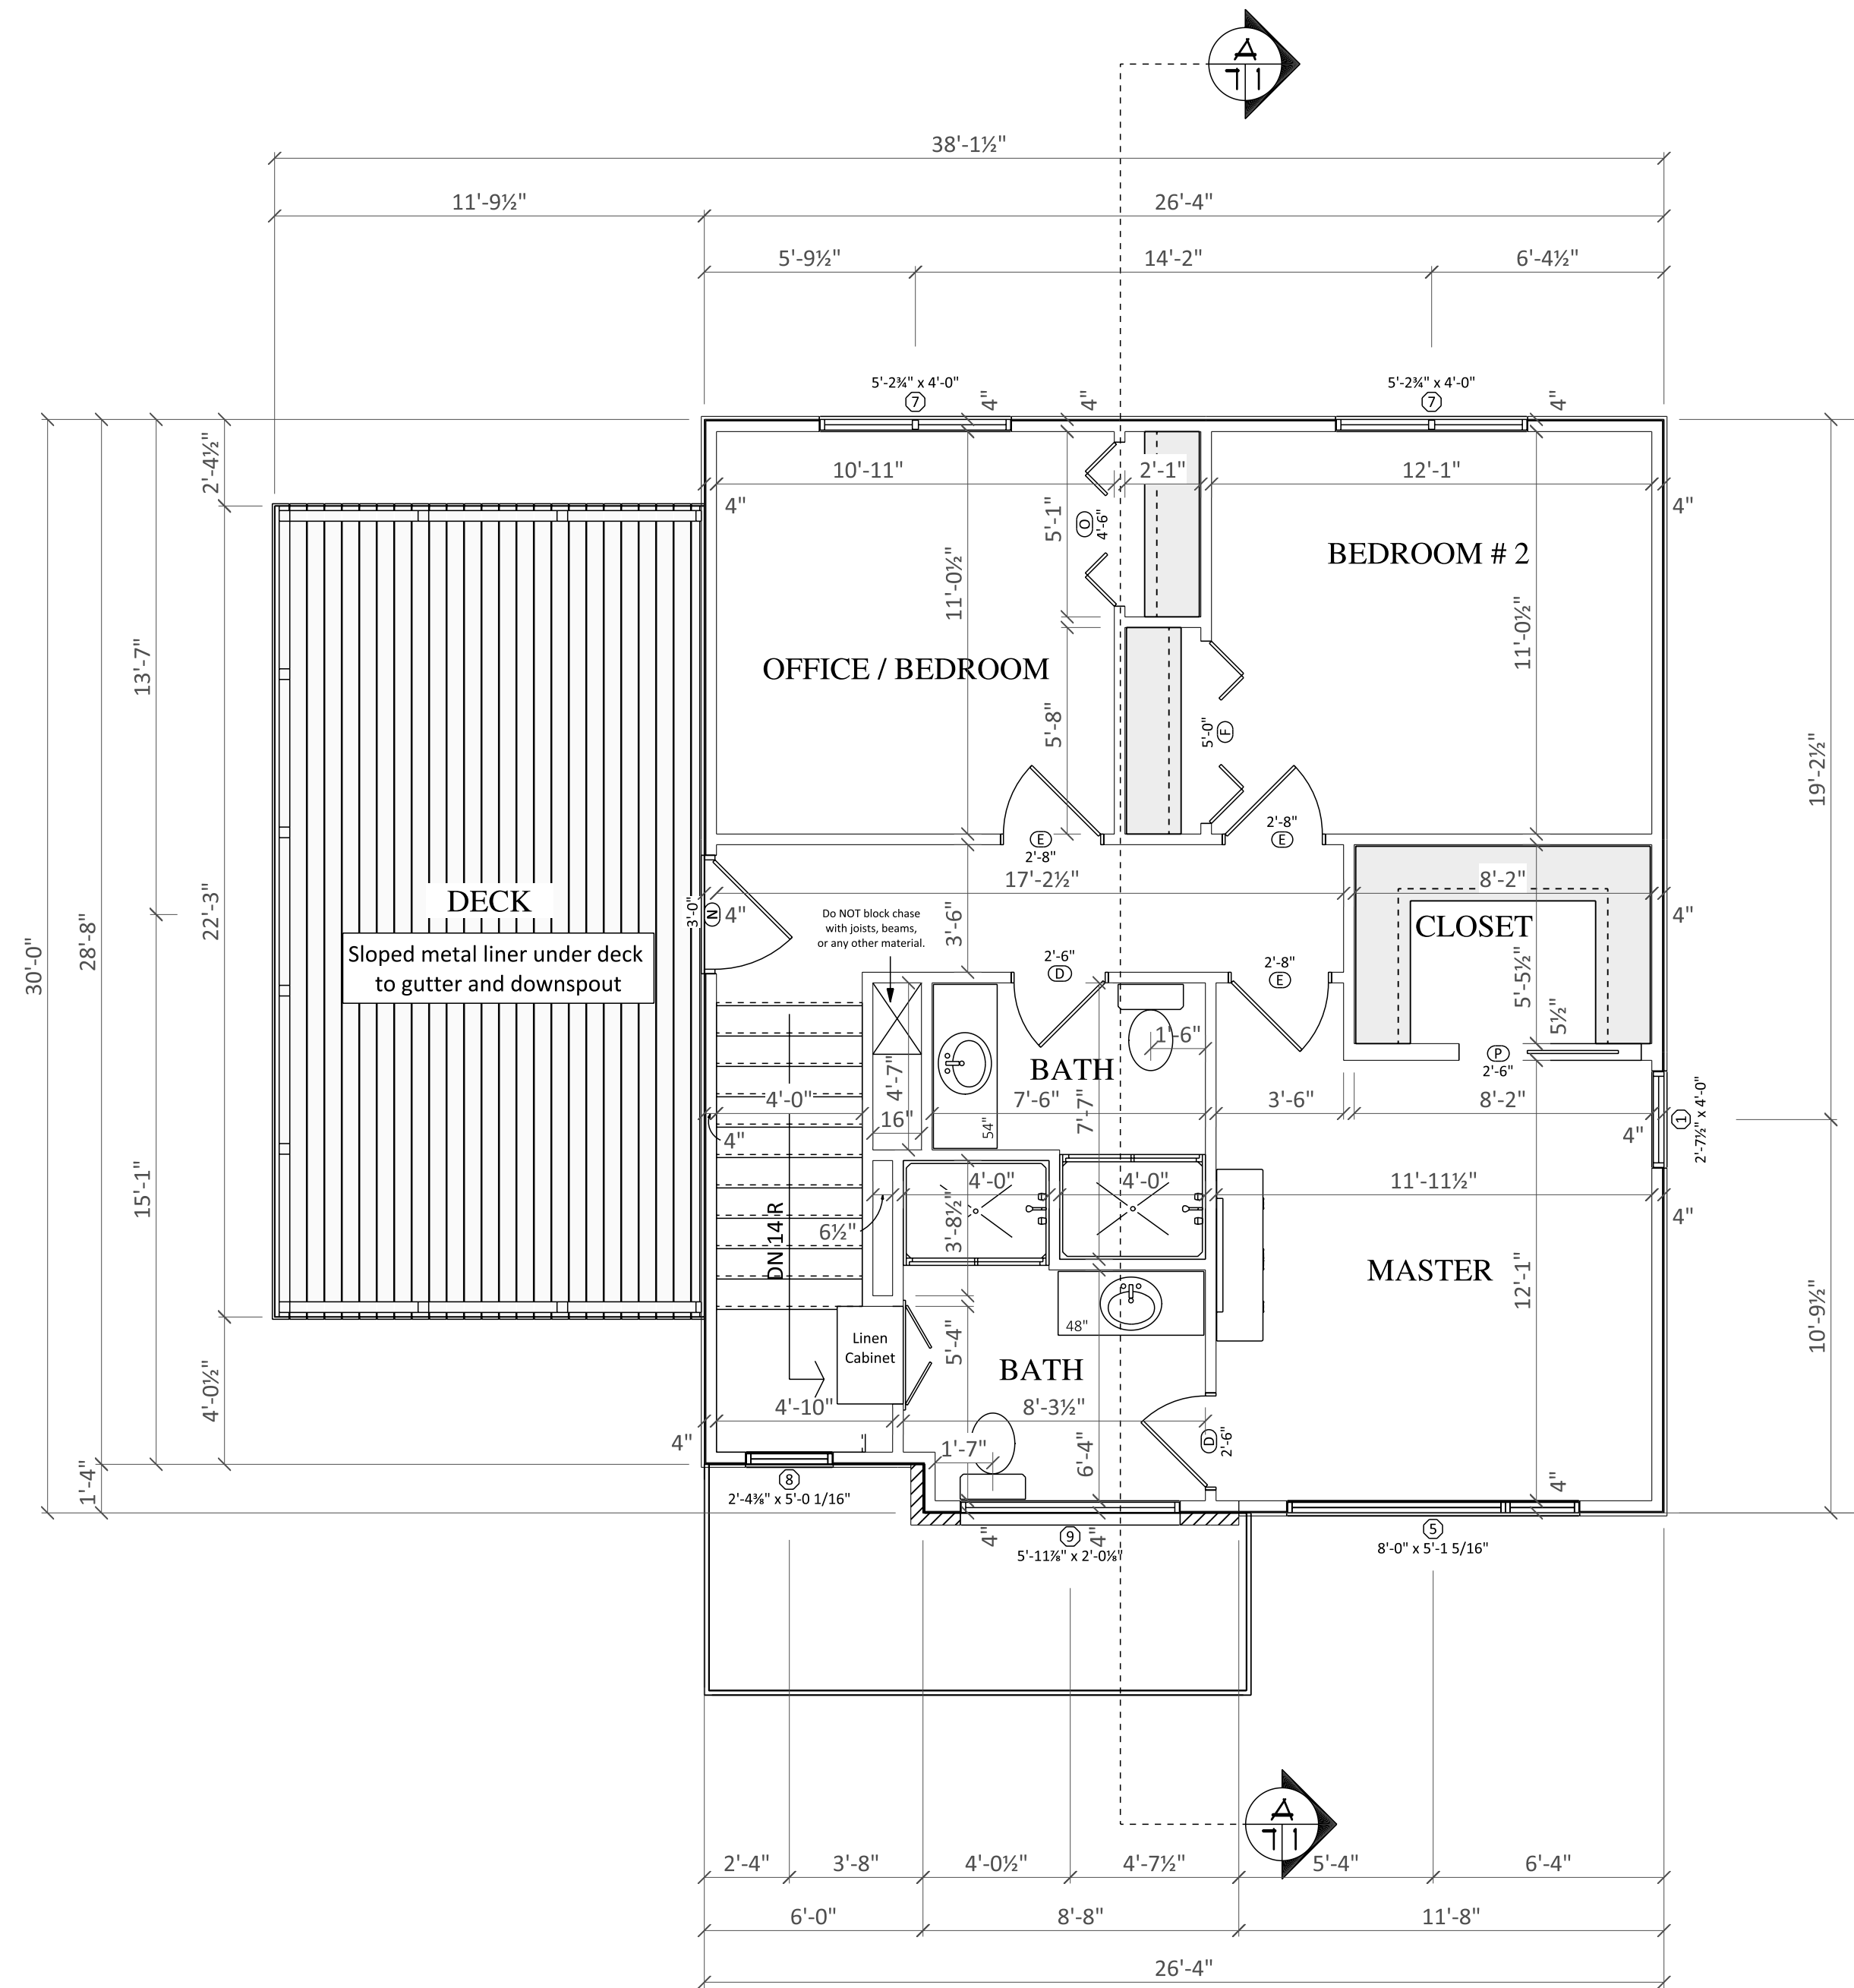 A
L1
38'-1½"
11'-9½"
26'-4"
5'-9½"
14'-2"
6'-4½"
5'-2¾" x 4'-0"
7
4"
4"
5'-2¾" x 4'-0"
7
4"
2'-4½"
10'-11"
2'-1"
12'-1"
4"
4"
5'-1"
O
4'-6"
11'-0½"
BEDROOM # 2
11'-0½"
13'-7"
OFFICE / BEDROOM
5'-8"
5'-0"
F
19'-2½"
E
2'-8"
2'-8"
E
17'-2½"
8'-2"
DECK
3'-0"
N
4"
Do NOT block chase
with joists, beams,
or any other material.
3'-6"
CLOSET
4"
30'-0"
28'-8"
22'-3"
Sloped metal liner under deck
to gutter and downspout
2'-6"
D
2'-8"
E
5'-5½"
5½"
1'-6"
P
2'-6"
BATH
4'-7"
4'-0"
7'-6"
7'-7"
3'-6"
8'-2"
16"
54"
4"
4"
1
2'-7½" x 4'-0"
15'-1"
4'-0"
4'-0"
11'-11½"
4"
6½"
3'-8½"
DN 14 R
MASTER
12'-1"
10'-9½"
48"
Linen
Cabinet
5'-4"
BATH
4'-0½"
4'-10"
8'-3½"
4"
1'-7"
6'-4"
D
2'-6"
1'-4"
8
2'-4⅜" x 5'-0 1/16"
4"
4"
9
5'-11⅞" x 2'-0⅛"
4"
5
8'-0" x 5'-1 5/16"
A
L1
2'-4"
3'-8"
4'-0½"
4'-7½"
5'-4"
6'-4"
6'-0"
8'-8"
11'-8"
26'-4"